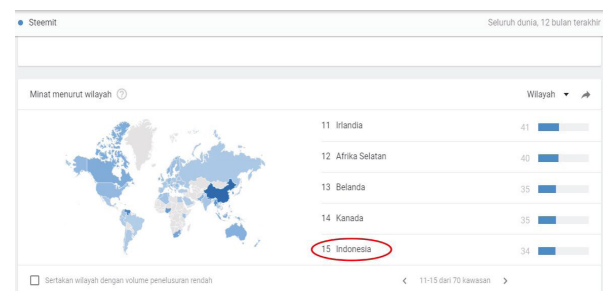 Steemit
Seluruh dunia, 12 bulan terakhir
Minat menurut wilayah
Wilayah
11 Irlandia 41
12 Afrika Selatan 40
13 Belanda 35
14 Kanada 35
15 Indonesia 34
Sertakan wilayah dengan volume penelusuran rendah
11-15 dari 70 kawasan